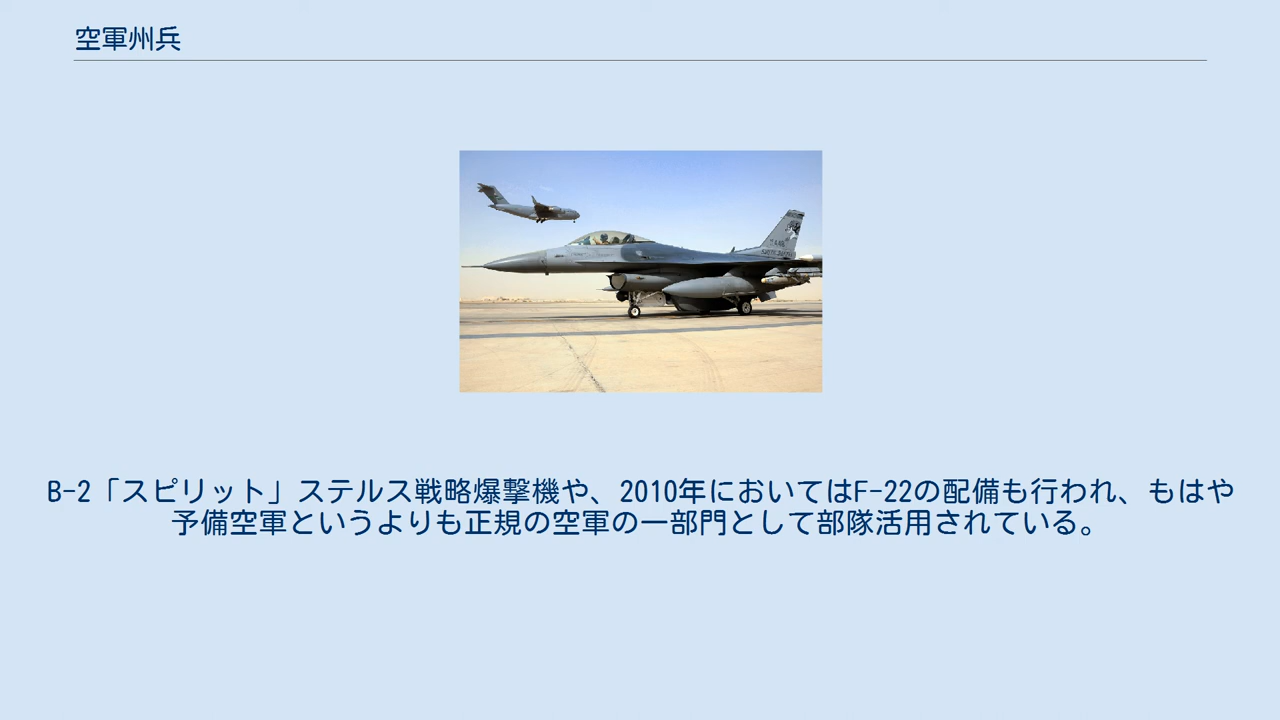 空軍州兵
B-2「スピリット」ステルス戦略爆撃機や、2010年においてはF-22の配備も行われ、もはや
予備空軍というよりも正規の空軍の一部門として部隊活用されている。